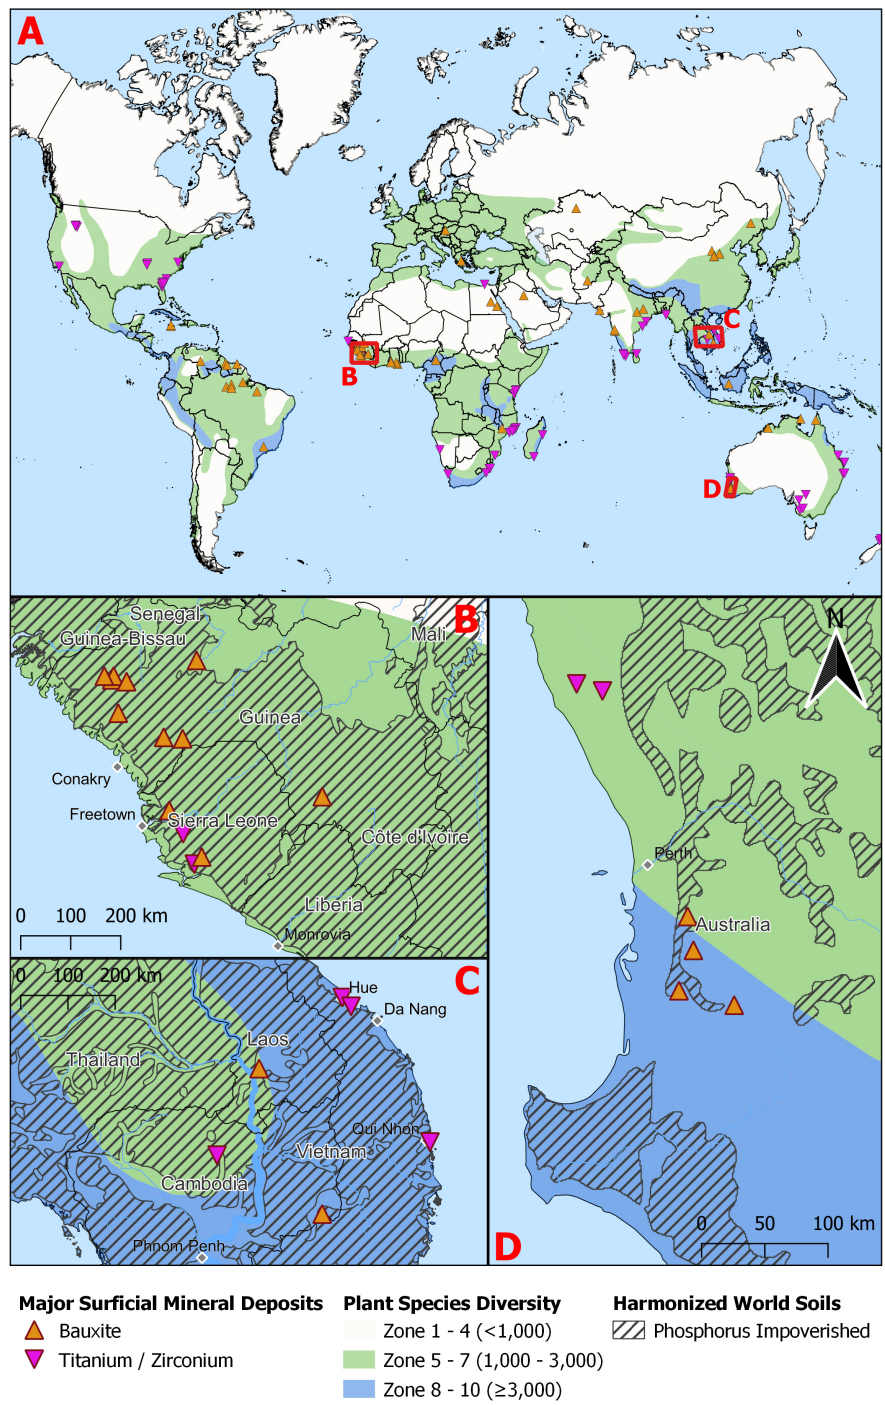 A
C
B
D
B
Senegal
Guinea-Bissau
Mali
Guinea
Conakry
Freetown
Sierra Leone
Côte d'Ivoire
Liberia
Monrovia
0 100 200 km
N
Perth
Australia
0 50 100 km
D
C
0 100 200 km
Hue
Da Nang
Laos
Thailand
Qui Nhon
Vietnam
Cambodia
Phnom Penh
Major Surficial Mineral Deposits
Bauxite
Titanium / Zirconium
Plant Species Diversity
Zone 1 - 4 (<1,000)
Zone 5 - 7 (1,000 - 3,000)
Zone 8 - 10 (≥3,000)
Harmonized World Soils
Phosphorus Impoverished